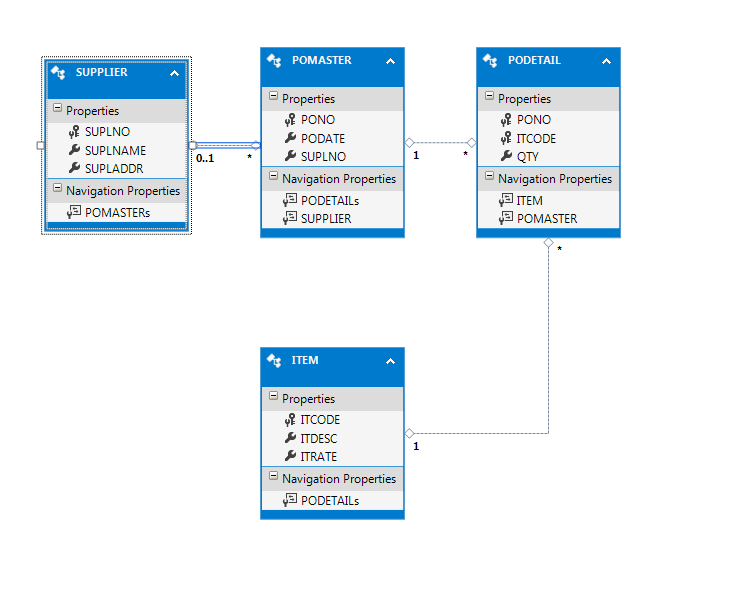 SUPPLIER
Properties
SUPLNO
SUPLNAME
SUPLADDR
Navigation Properties
POMASTERs
0..1
*
POMASTER
Properties
PONO
PODATE
SUPLNO
Navigation Properties
PODETAILs
SUPPLIER
1
*
PODETAIL
Properties
PONO
ITCODE
QTY
Navigation Properties
ITEM
POMASTER
*
ITEM
Properties
ITCODE
ITDESC
ITRATE
Navigation Properties
PODETAILs
1